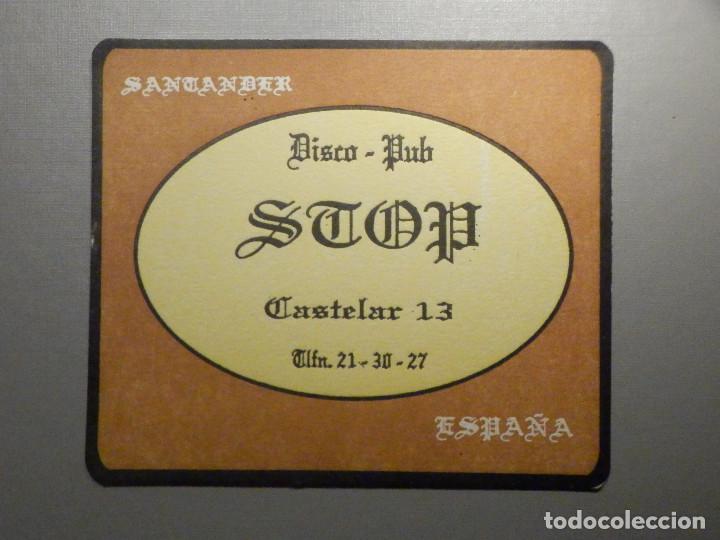 SANTANDER
Disco - Pub
STOP
Castelar 13
Tlfn. 21 - 30 - 27
ESPAÑA
todocoleccion